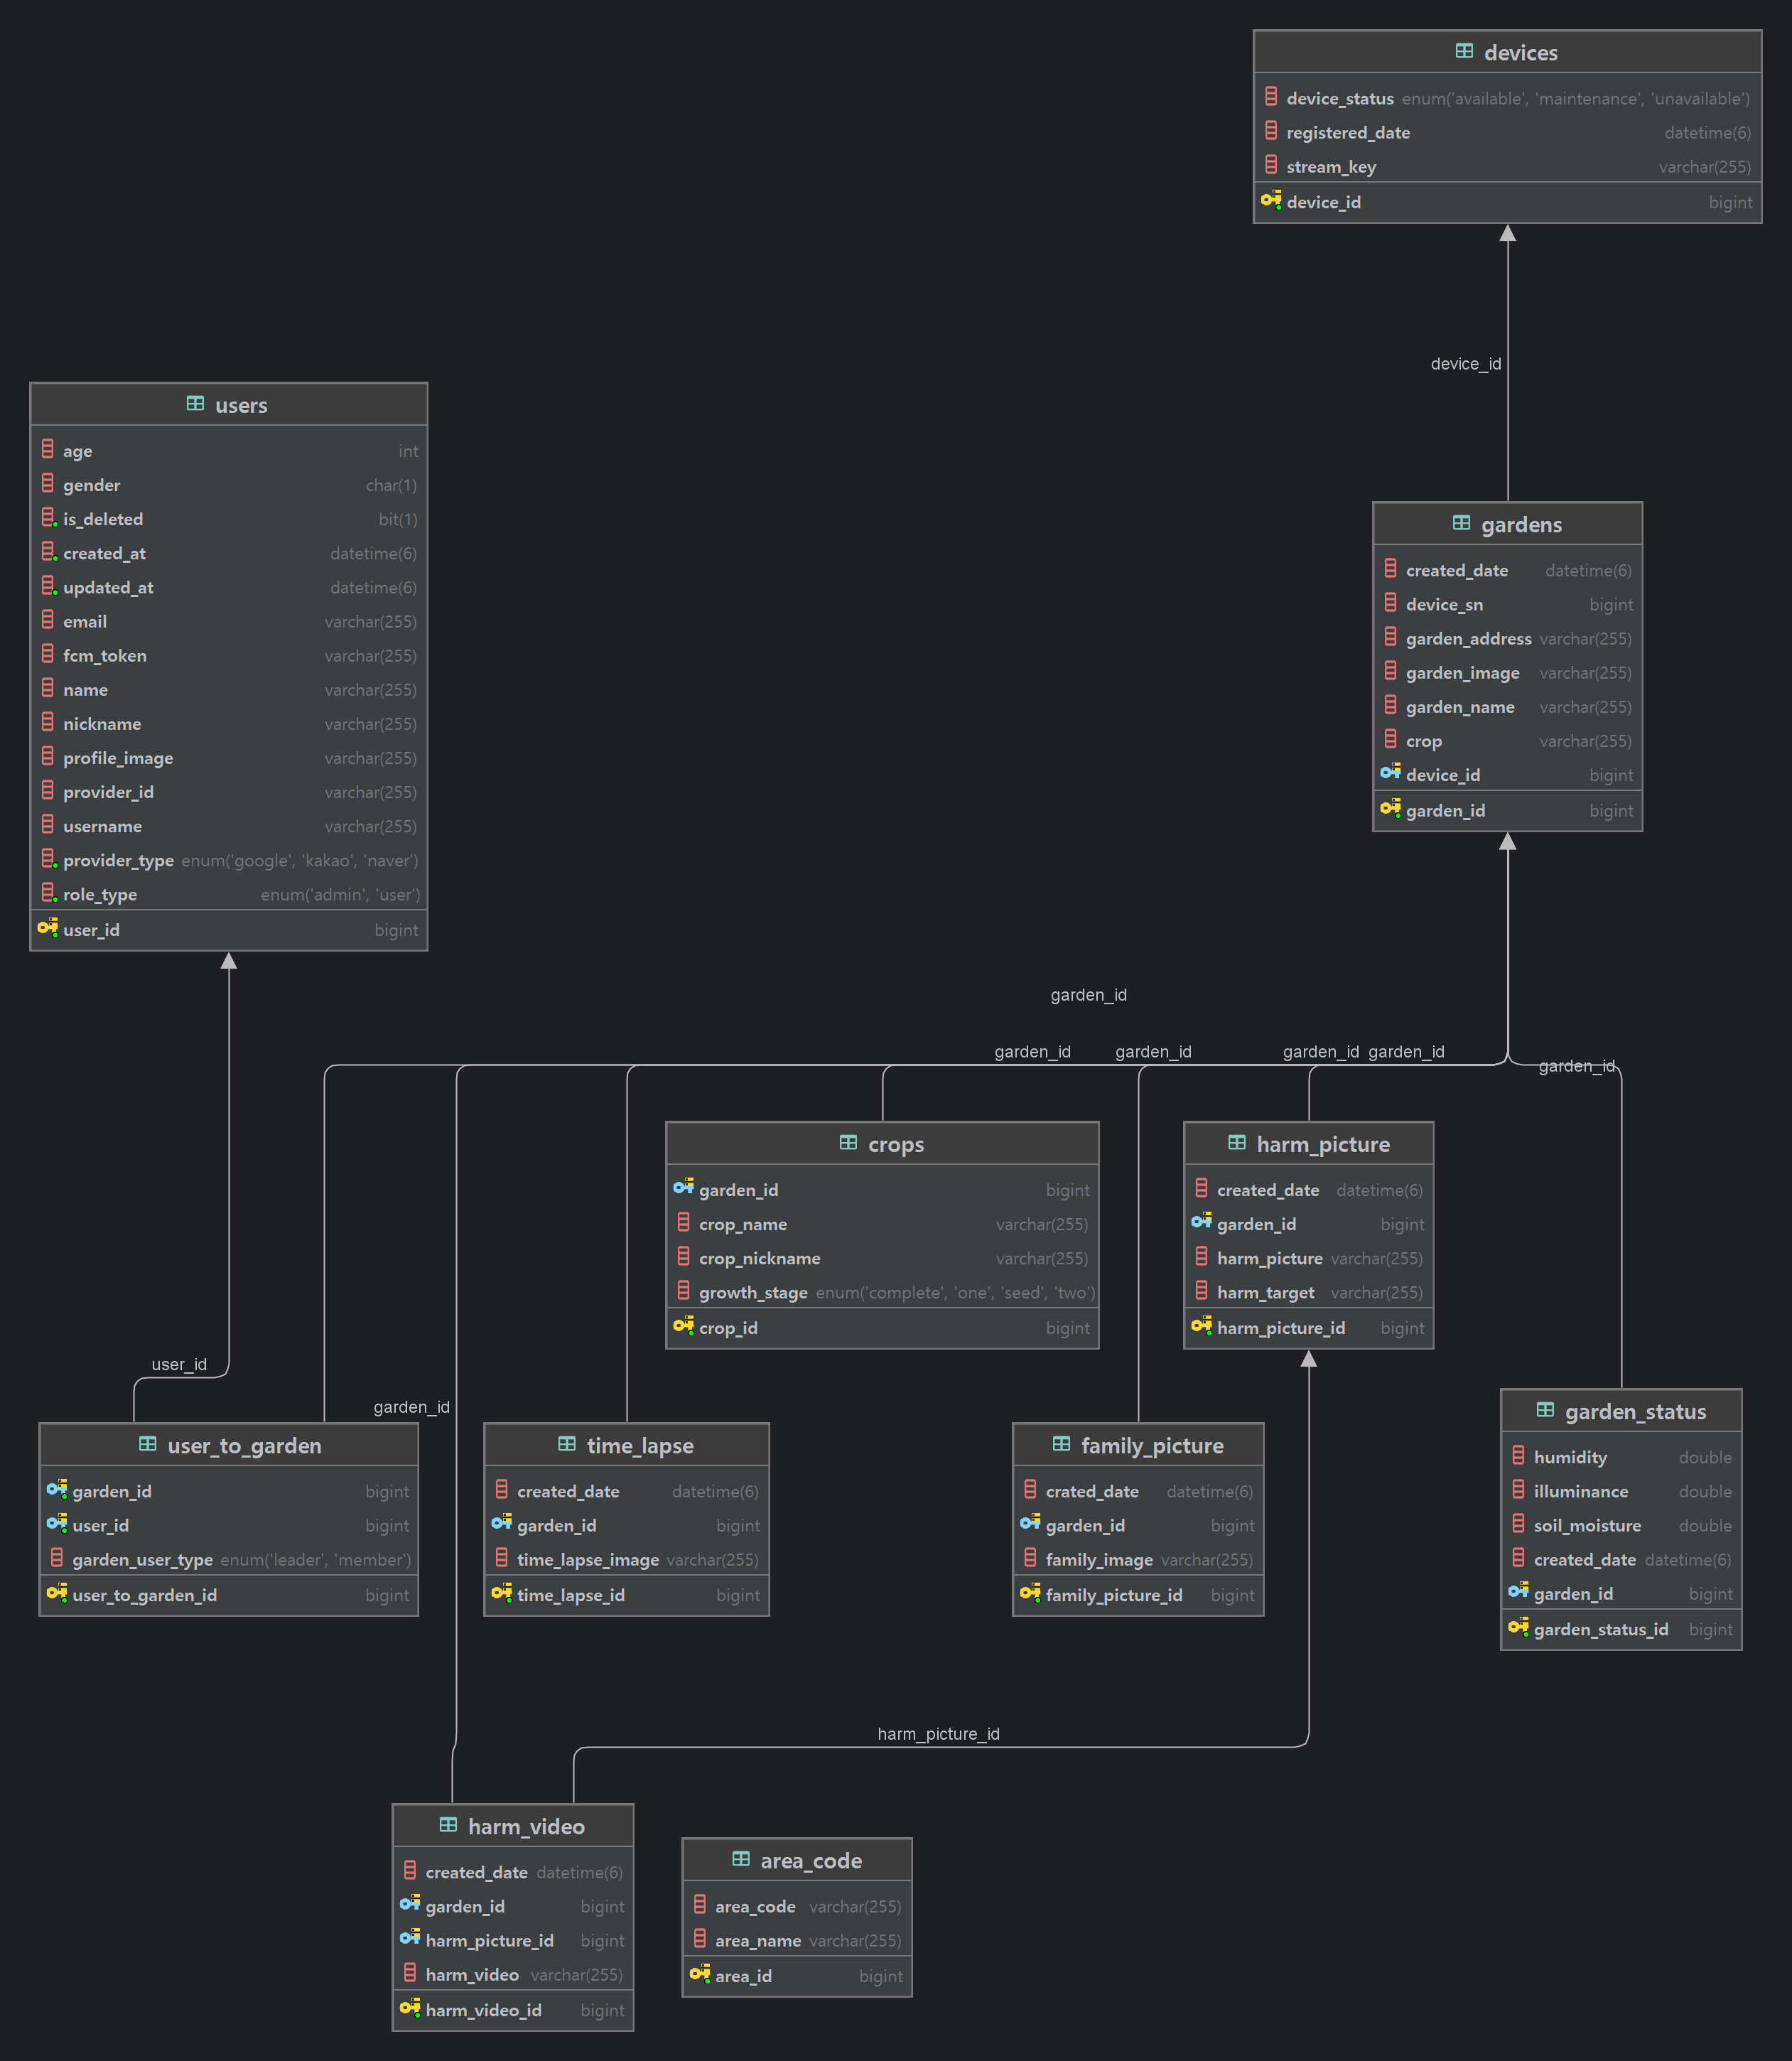 devices
device_status enum('available', 'maintenance', 'unavailable')
registered_date datetime(6)
stream_key varchar(255)
device_id bigint
device_id
users
age int
gender char(1)
is_deleted bit(1)
created_at datetime(6)
updated_at datetime(6)
email varchar(255)
fcm_token varchar(255)
name varchar(255)
nickname varchar(255)
profile_image varchar(255)
provider_id varchar(255)
username varchar(255)
provider_type enum('google', 'kakao', 'naver')
role_type enum('admin', 'user')
user_id bigint
gardens
created_date datetime(6)
device_sn bigint
garden_address varchar(255)
garden_image varchar(255)
garden_name varchar(255)
crop varchar(255)
device_id bigint
garden_id bigint
garden_id
garden_id garden_id garden_id garden_id
garden_id
crops
garden_id bigint
crop_name varchar(255)
crop_nickname varchar(255)
growth_stage enum('complete', 'one', 'seed', 'two')
crop_id bigint
harm_picture
created_date datetime(6)
garden_id bigint
harm_picture varchar(255)
harm_target varchar(255)
harm_picture_id bigint
user_id
garden_id
user_to_garden
garden_id bigint
user_id bigint
garden_user_type enum('leader', 'member')
user_to_garden_id bigint
time_lapse
created_date datetime(6)
garden_id bigint
time_lapse_image varchar(255)
time_lapse_id bigint
family_picture
crated_date datetime(6)
garden_id bigint
family_image varchar(255)
family_picture_id bigint
garden_status
humidity double
illuminance double
soil_moisture double
created_date datetime(6)
garden_id bigint
garden_status_id bigint
harm_picture_id
harm_video
created_date datetime(6)
garden_id bigint
harm_picture_id bigint
harm_video varchar(255)
harm_video_id bigint
area_code
area_code varchar(255)
area_name varchar(255)
area_id bigint